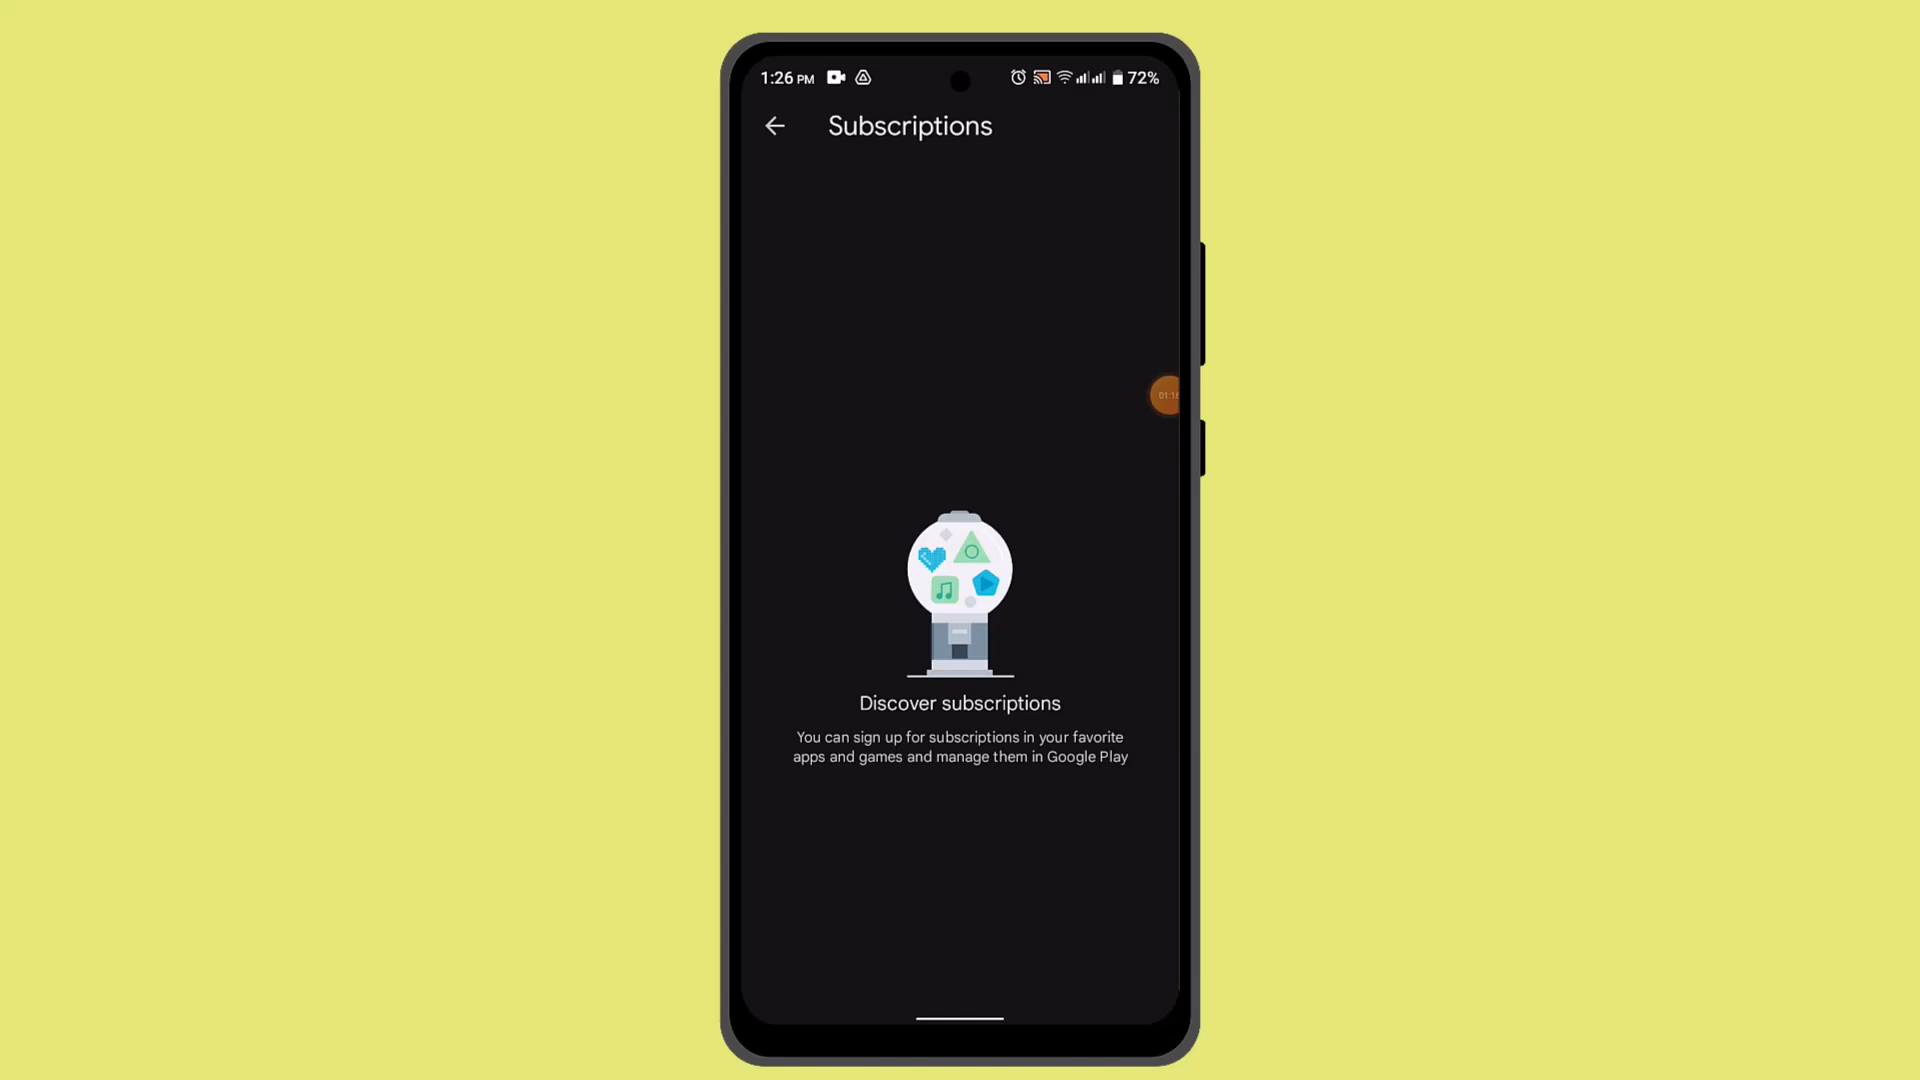 1:26 PM 72%
Subscriptions
Discover subscriptions
You can sign up for subscriptions in your favorite
apps and games and manage them in Google Play